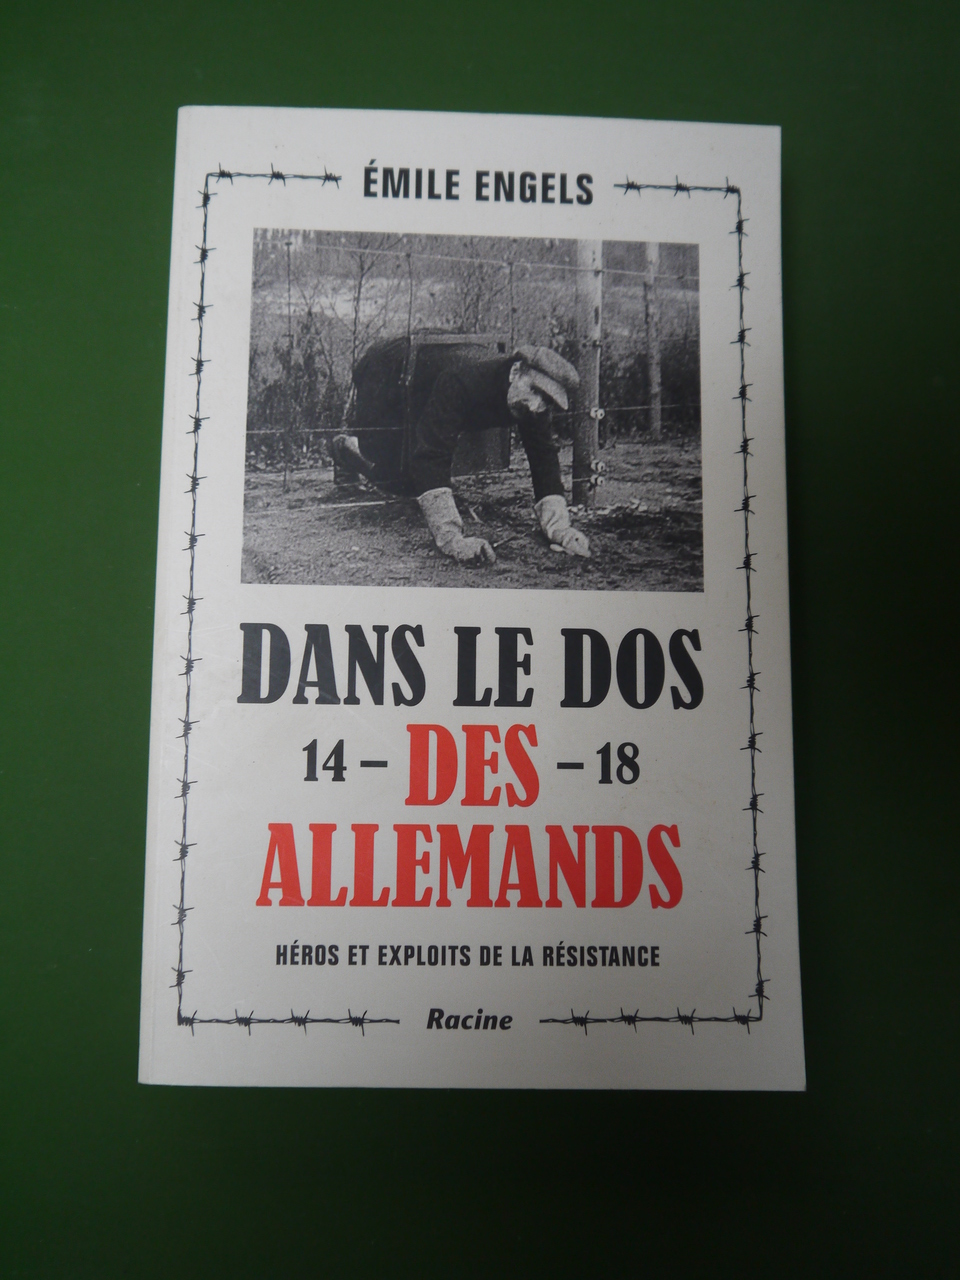 ÉMILE ENGELS
DANS LE DOS
14 – DES – 18
ALLEMANDS
HÉROS ET EXPLOITS DE LA RÉSISTANCE
Racine